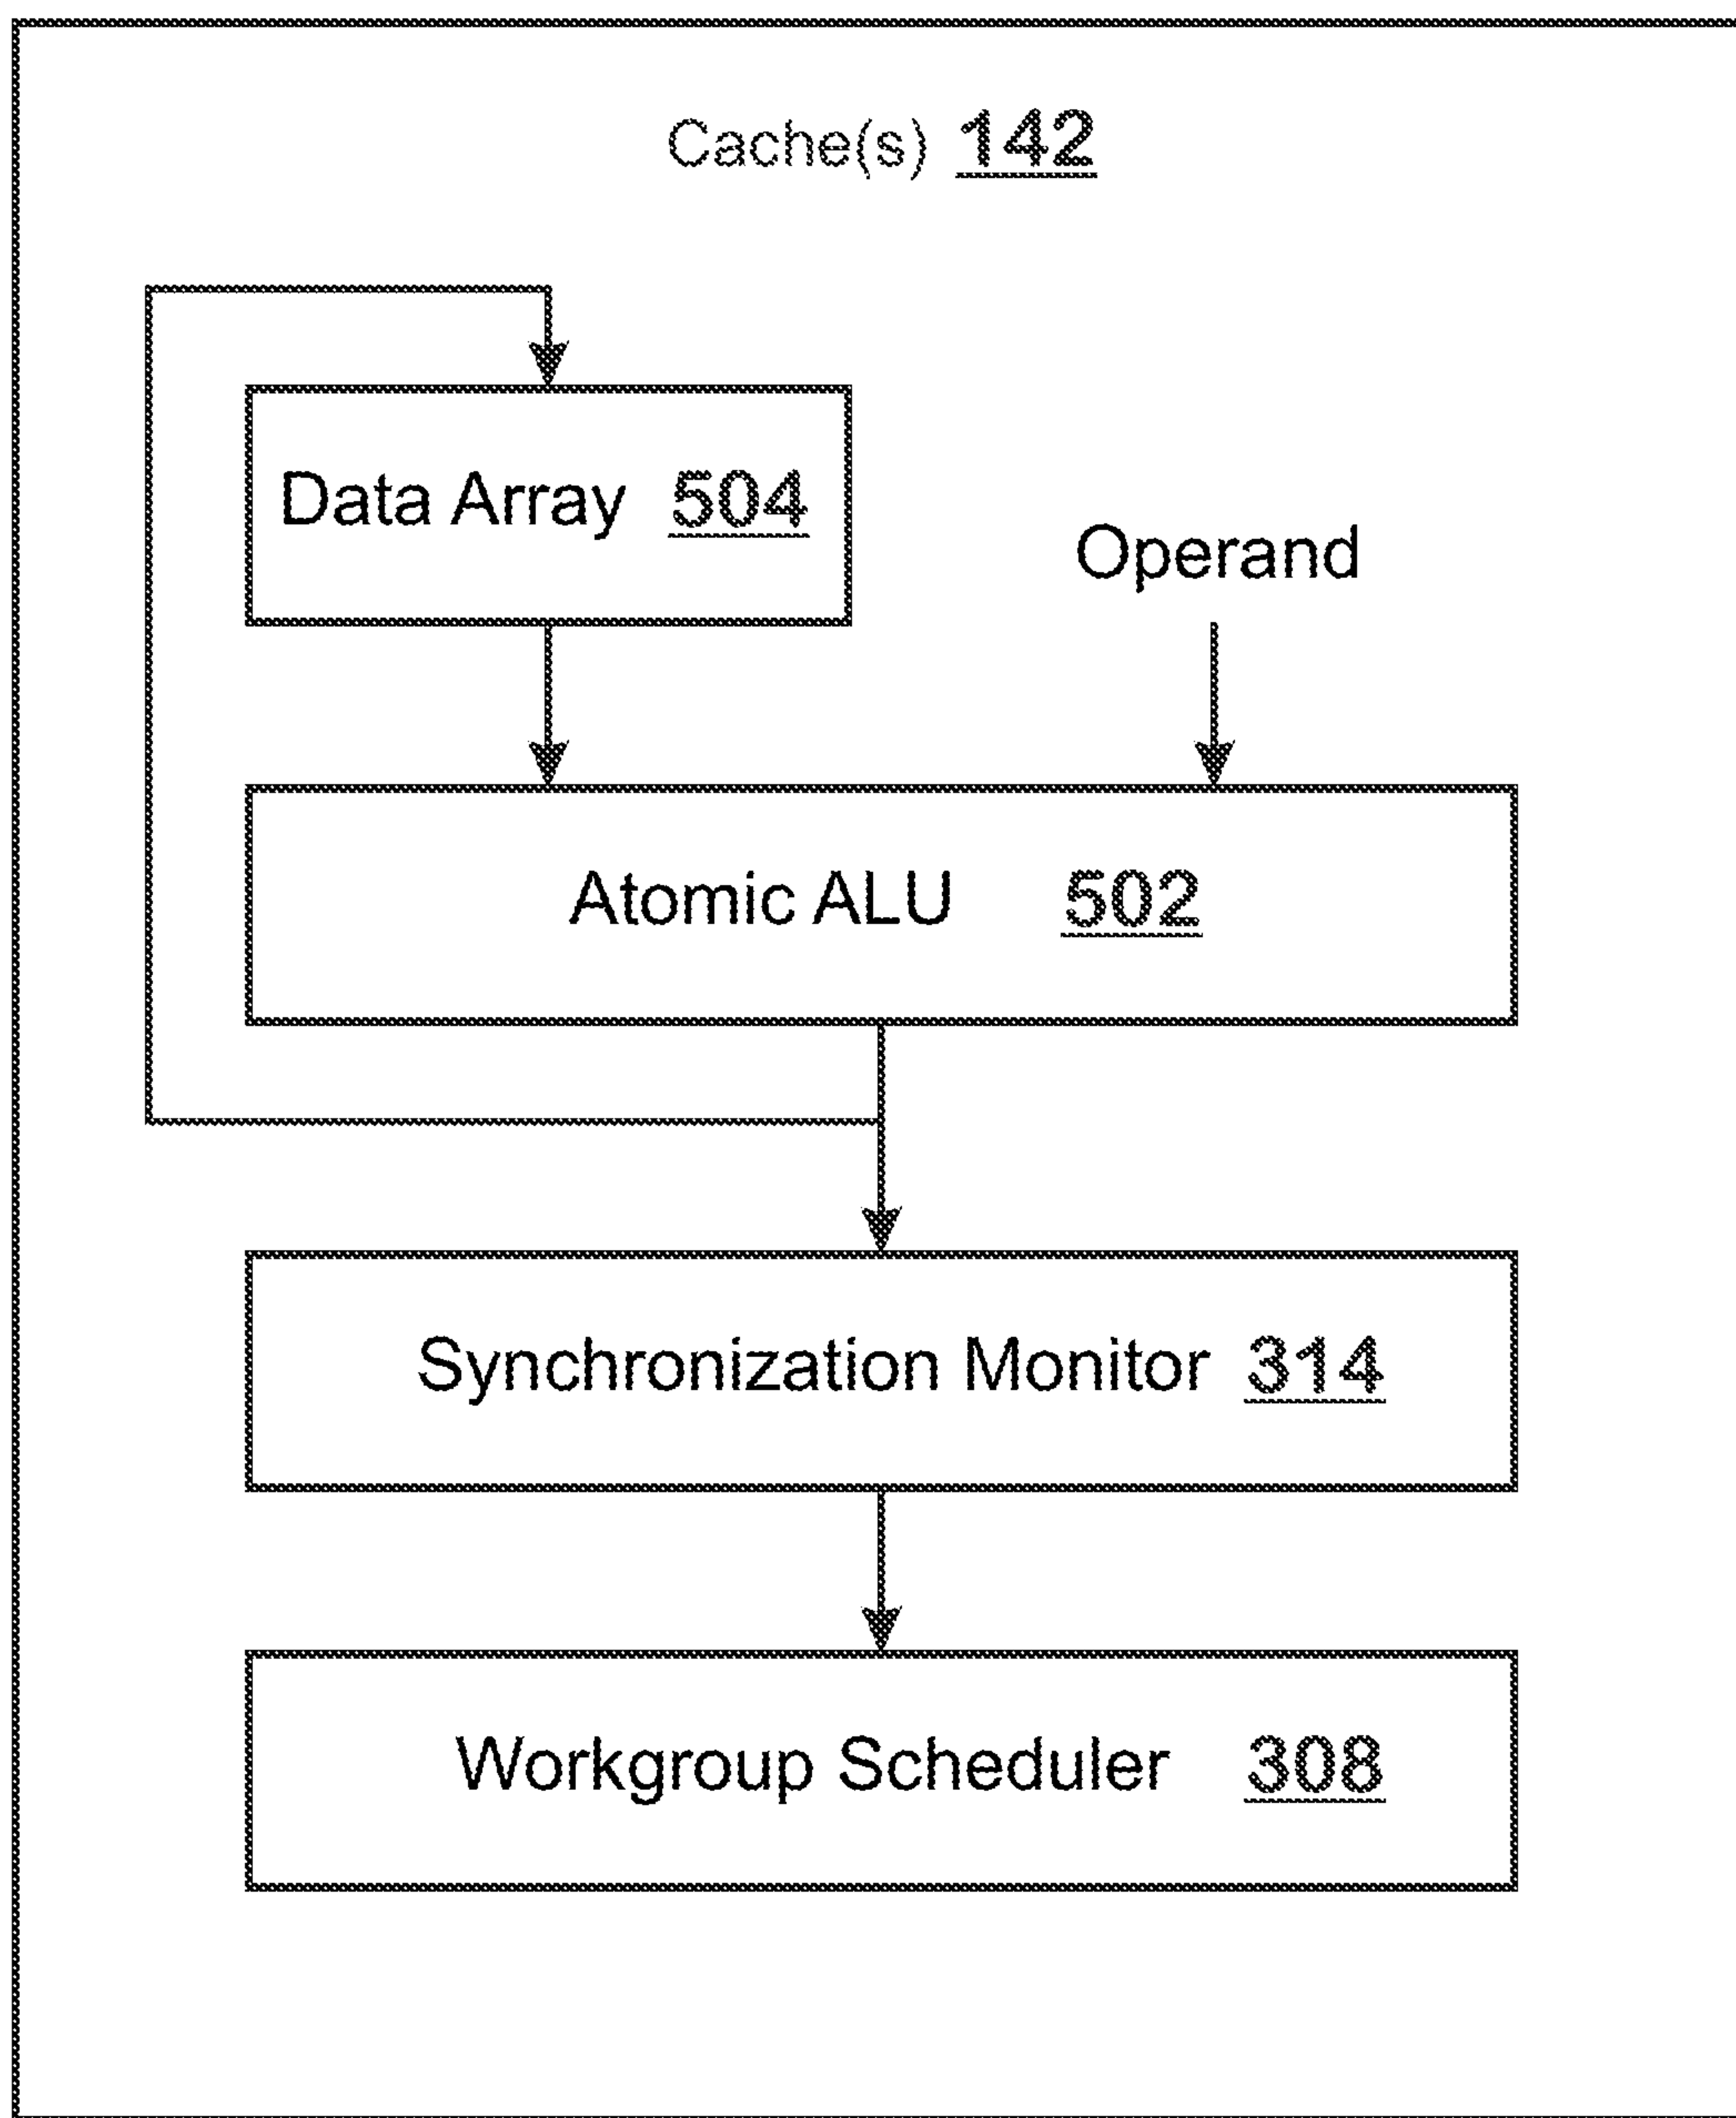 Cache(s) 142
Data Array 504
Operand
Atomic ALU 502
Synchronization Monitor 314
Workgroup Scheduler 308